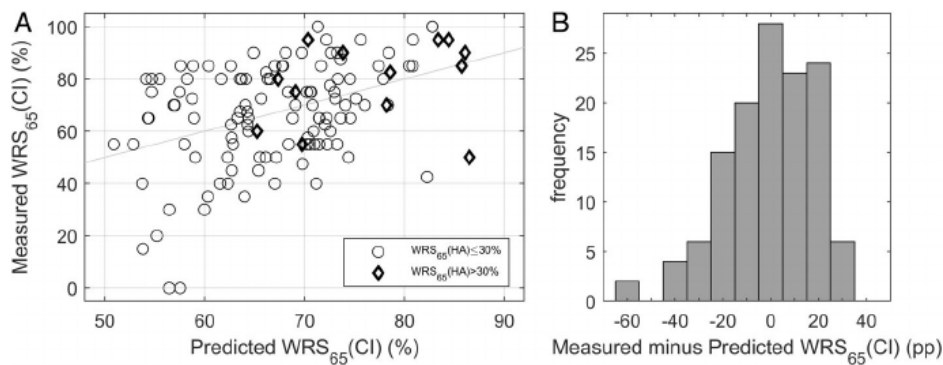 A
Measured WRS65(CI) (%)
100
80
60
40
20
0
50
60
70
80
90
Predicted WRS65(CI) (%)
WRS65(HA)≤30%
WRS65(HA)>30%
B
frequency
25
20
15
10
5
0
-60
-40
-20
0
20
40
Measured minus Predicted WRS65(CI) (pp)